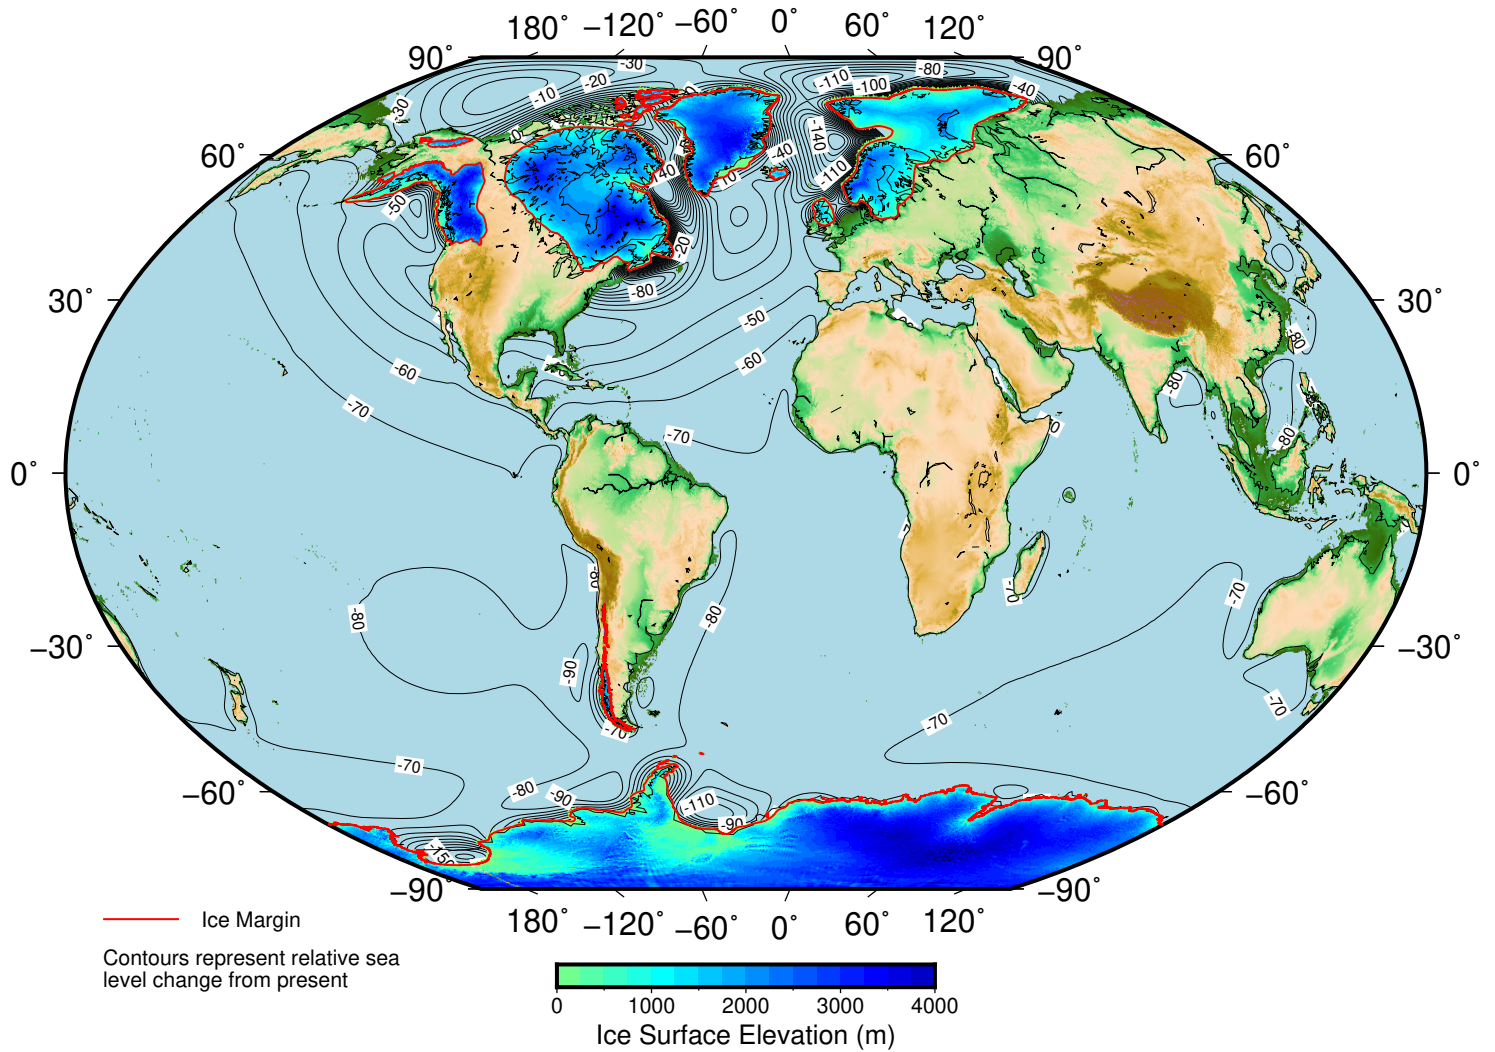 180° −120° −60° 0° 60° 120°
90° 90°
-30 -20 -10 -30
-110 -100 -80 -40
60° 60°
-140 -40 -110
-50 -20
-80
30° 30°
-50 -60 -80
-60 -70 -80
-70 -80
0° 0°
-80 -80 -70 -70
−30° −30°
-90 -70
-70 -70
-70
−60° −60°
-80 -90 -110 -90
-150
−90° −90°
180° −120° −60° 0° 60° 120°
Ice Margin
Contours represent relative sea
level change from present
0 1000 2000 3000 4000
Ice Surface Elevation (m)